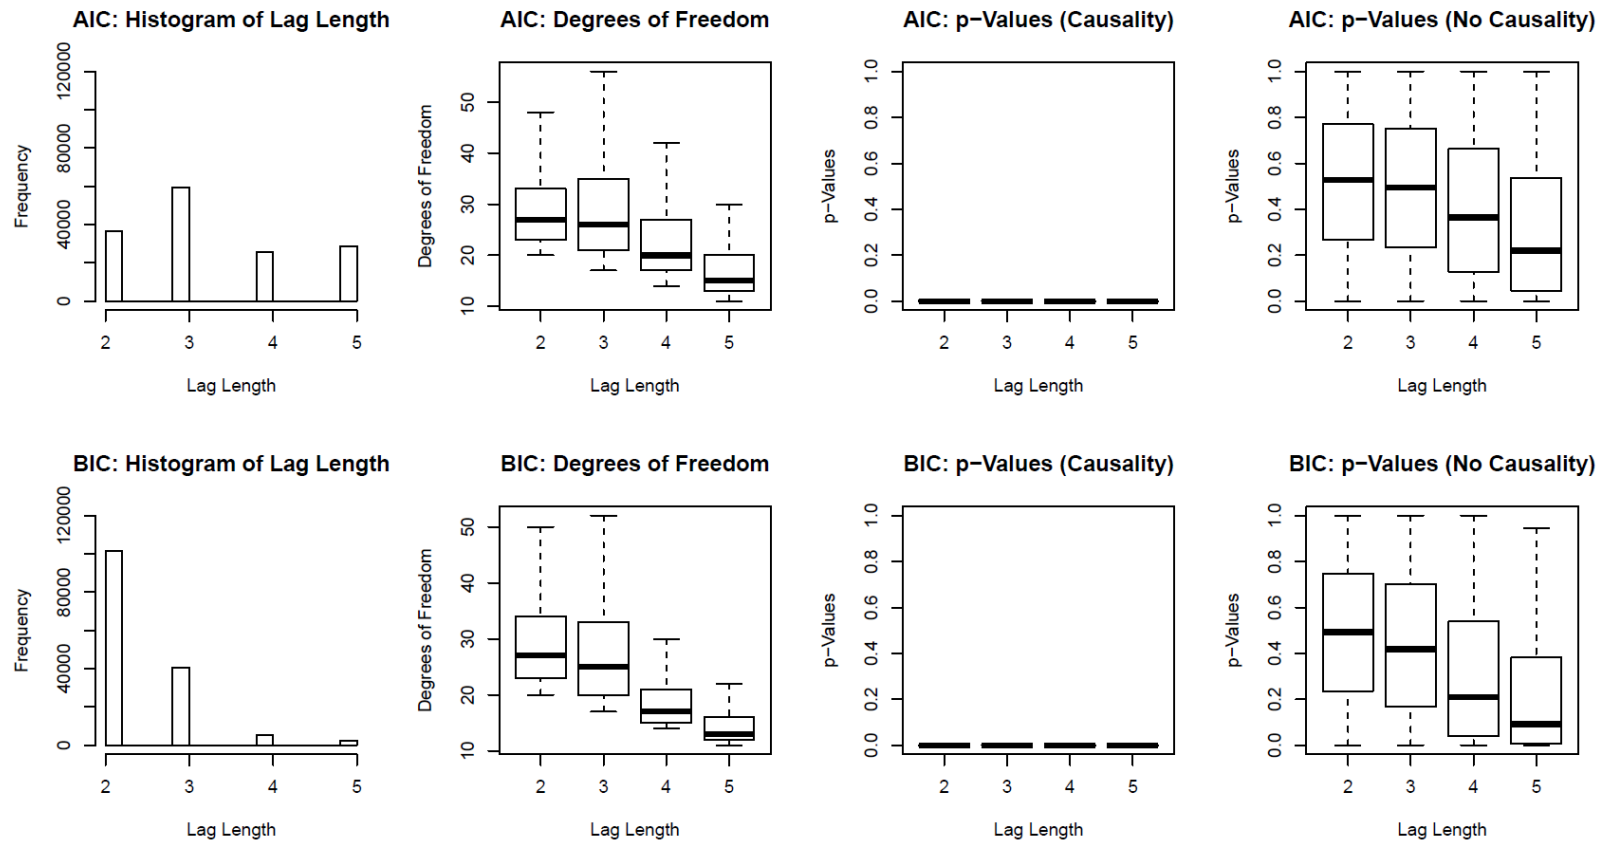 AIC: Histogram of Lag Length
Frequency
0 40000 80000 120000
2 3 4 5
Lag Length
AIC: Degrees of Freedom
Degrees of Freedom
10 20 30 40 50
2 3 4 5
Lag Length
AIC: p−Values (Causality)
p−Values
0.0 0.2 0.4 0.6 0.8 1.0
2 3 4 5
Lag Length
AIC: p−Values (No Causality)
p−Values
0.0 0.2 0.4 0.6 0.8 1.0
2 3 4 5
Lag Length
BIC: Histogram of Lag Length
Frequency
0 40000 80000 120000
2 3 4 5
Lag Length
BIC: Degrees of Freedom
Degrees of Freedom
10 20 30 40 50
2 3 4 5
Lag Length
BIC: p−Values (Causality)
p−Values
0.0 0.2 0.4 0.6 0.8 1.0
2 3 4 5
Lag Length
BIC: p−Values (No Causality)
p−Values
0.0 0.2 0.4 0.6 0.8 1.0
2 3 4 5
Lag Length